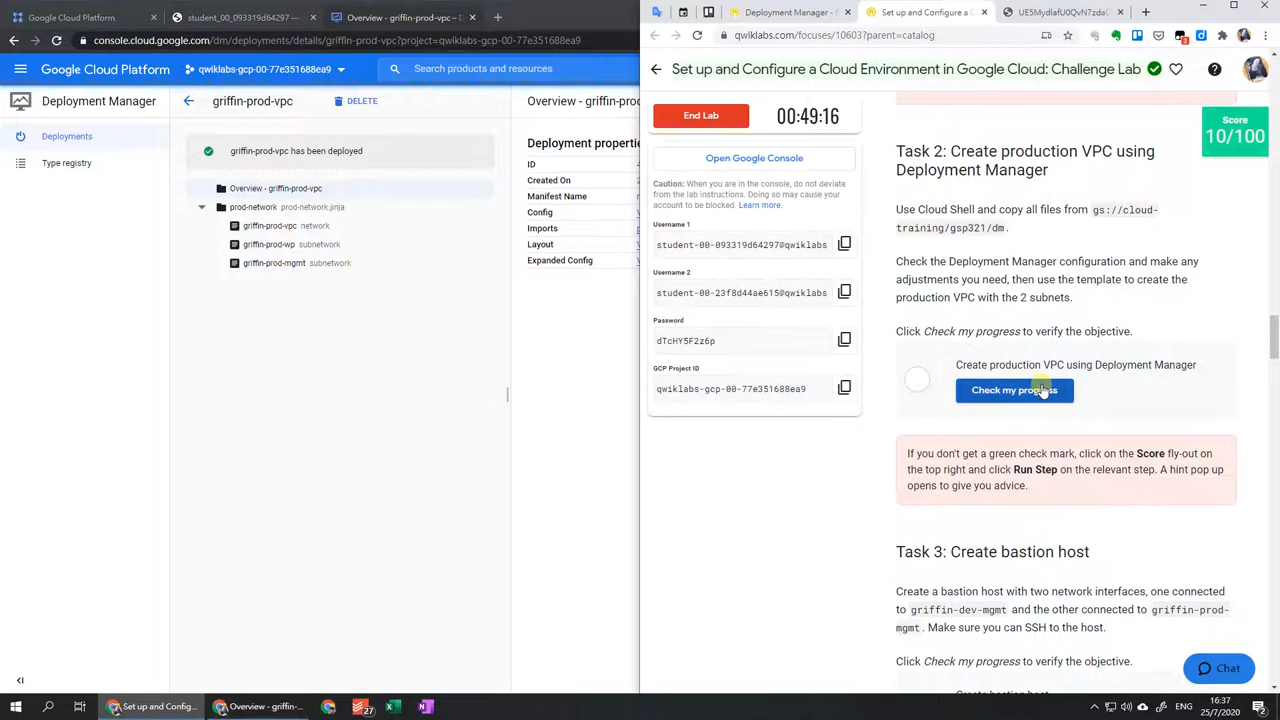 student_00_093319d64297
Overview - griffin-prod-vpc
console.cloud.google.com/dm/deployments/details/griffin-prod-vpc?project=qwiklabs-gcp-00-77e351688ea9
Google Cloud Platform
qwiklabs-gcp-00-77e351688ea9
Search products and resources
Deployment Manager
Deployments
Type registry
DELETE
griffin-prod-vpc has been deployed
Overview - griffin-prod-vpc
prod-network prod-network.jinja
griffin-prod-vpc network
griffin-prod-wp subnetwork
griffin-prod-mgmt subnetwork
Overview - griffin-prod
Deployment properties
ID
Created On
Manifest Name
Config
Imports
Layout
Expanded Config
Deployment Manager -
Set up and Configure a C
UE5MydlafU0QvN7zdaC
qwiklabs.com/focuses/10603?parent=catalog
Set up and Configure a Cloud Environment in Google Cloud: Challenge Lab
End Lab
00:49:16
Open Google Console
Caution: When you are in the console, do not deviate
from the lab instructions. Doing so may cause your
account to be blocked. Learn more.
Username 1
student-00-093319d64297@qwiklabs
Username 2
student-00-23f8d44ae615@qwiklabs
Password
dTcHY5F2z6p
GCP Project ID
qwiklabs-gcp-00-77e351688ea9
Score
10/100
Task 2: Create production VPC using
Deployment Manager
Use Cloud Shell and copy all files from gs://cloud-
training/gsp321/dm.
Check the Deployment Manager configuration and make any
adjustments you need, then use the template to create the
production VPC with the 2 subnets.
Click Check my progress to verify the objective.
Create production VPC using Deployment Manager
Check my progress
If you don't get a green check mark, click on the Score fly-out on
the top right and click Run Step on the relevant step. A hint pop up
opens to give you advice.
Task 3: Create bastion host
Create a bastion host with two network interfaces, one connected
to griffin-dev-mgmt and the other connected to griffin-prod-
mgmt. Make sure you can SSH to the host.
Click Check my progress to verify the objective.
Create bastion host
Chat
Set up and Config...
Overview - griffin-...
27
ENG
16:37
25/7/2020
2